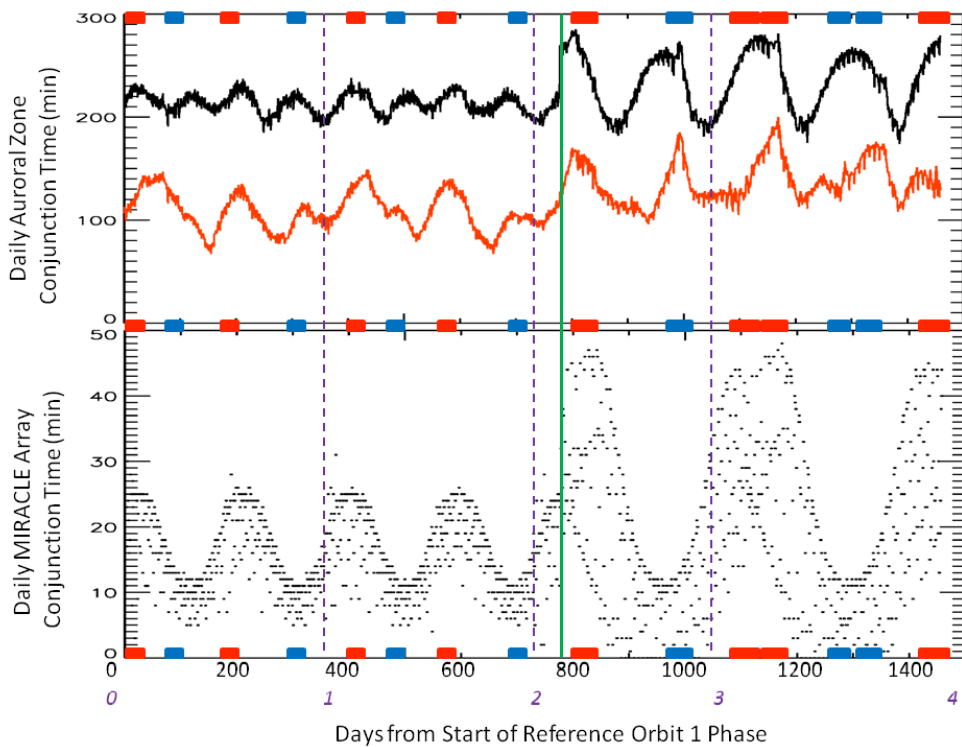 300
200
100
0
Daily Auroral Zone
Conjunction Time (min)
50
40
30
20
10
0
Daily MIRACLE Array
Conjunction Time (min)
0 200 400 600 800 1000 1200 1400
0 1 2 3 4
Days from Start of Reference Orbit 1 Phase